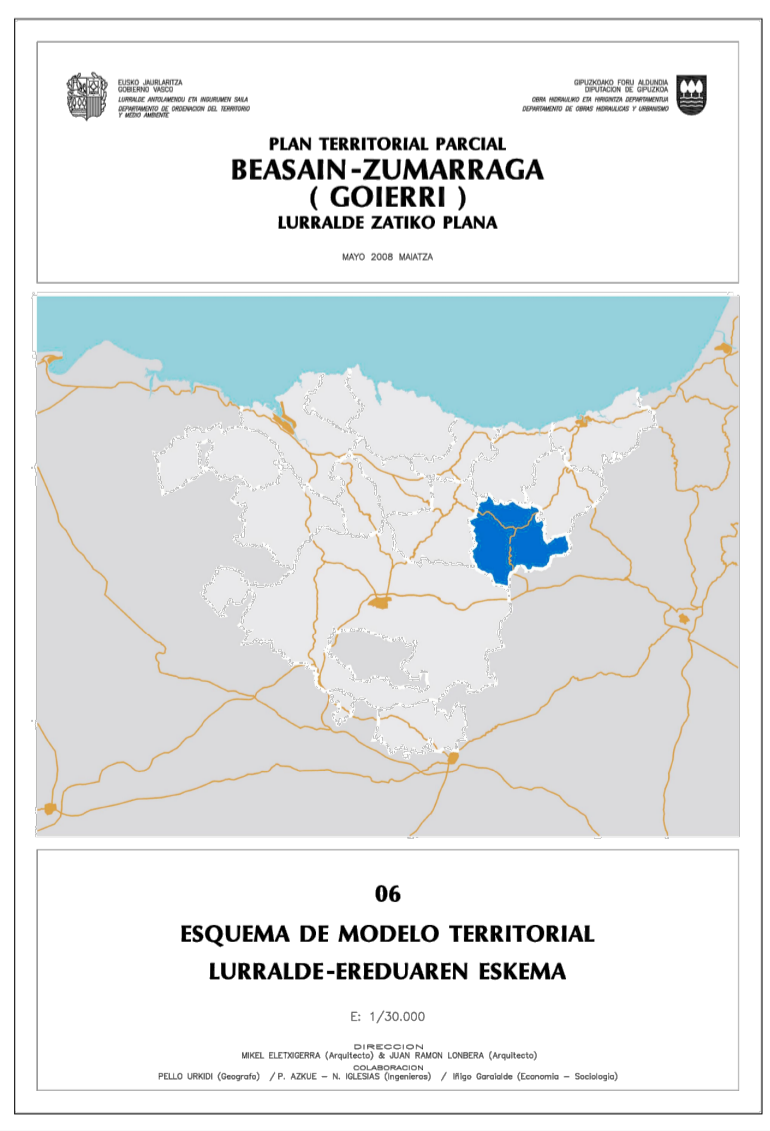 EUSKO JAURLARITZA
GOBIERNO VASCO
LURRALDE ANTOLAMENDU ETA INGURUMEN SAILA
DEPARTAMENTO DE ORDENACION DEL TERRITORIO
Y MEDIO AMBIENTE
GIPUZKOAKO FORU ALDUNDIA
DIPUTACION DE GIPUZKOA
OBRA HIDRAULIKO ETA HIRIGINTZA DEPARTAMENTUA
DEPARTAMENTO DE OBRAS HIDRAULICAS Y URBANISMO
PLAN TERRITORIAL PARCIAL
BEASAIN-ZUMARRAGA
( GOIERRI )
LURRALDE ZATIKO PLANA
MAYO 2008 MAIATZA
06
ESQUEMA DE MODELO TERRITORIAL
LURRALDE-EREDUAREN ESKEMA
E: 1/30.000
DIRECCION
MIKEL ELETXIGERRA (Arquitecto) & JUAN RAMON LONBERA (Arquitecto)
COLABORACION
PELLO URKIDI (Geografo) / P. AZKUE – N. IGLESIAS (Ingenieros) / Iñigo Garaialde (Economia – Sociologia)